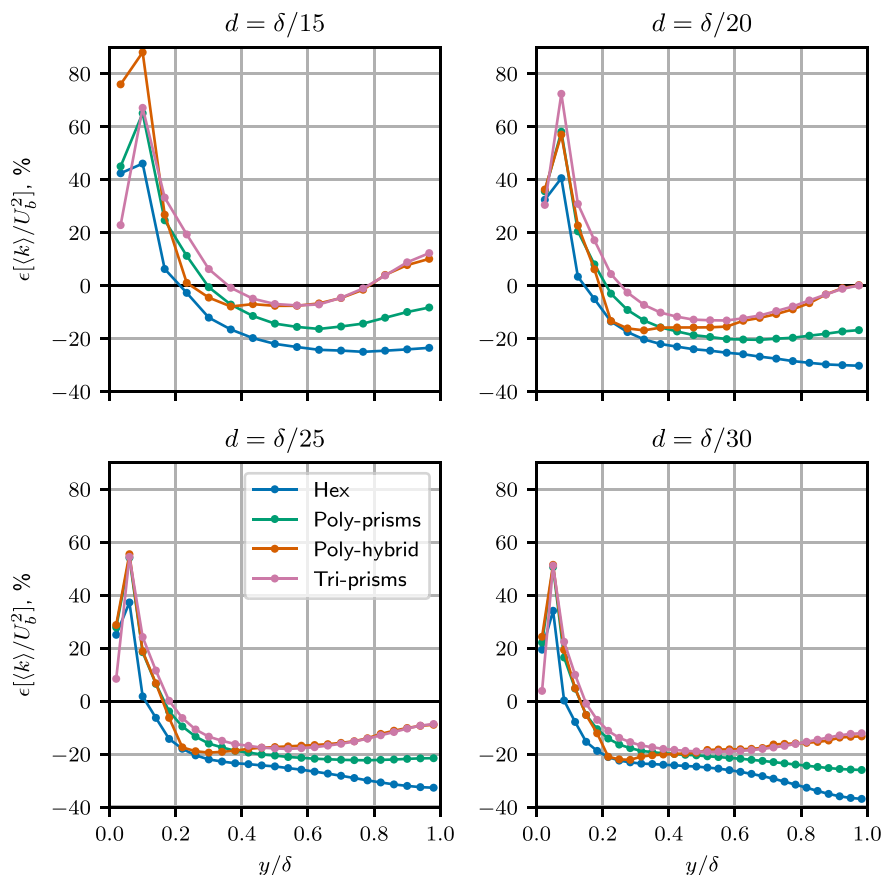 d = δ/15
d = δ/20
80
60
40
20
0
−20
−40
ϵ[⟨k⟩/U_b^2], %
80
60
40
20
0
−20
−40
d = δ/25
d = δ/30
80
60
40
20
0
−20
−40
ϵ[⟨k⟩/U_b^2], %
Hex
Poly-prisms
Poly-hybrid
Tri-prisms
80
60
40
20
0
−20
−40
0.0 0.2 0.4 0.6 0.8 1.0
0.0 0.2 0.4 0.6 0.8 1.0
y/δ
y/δ